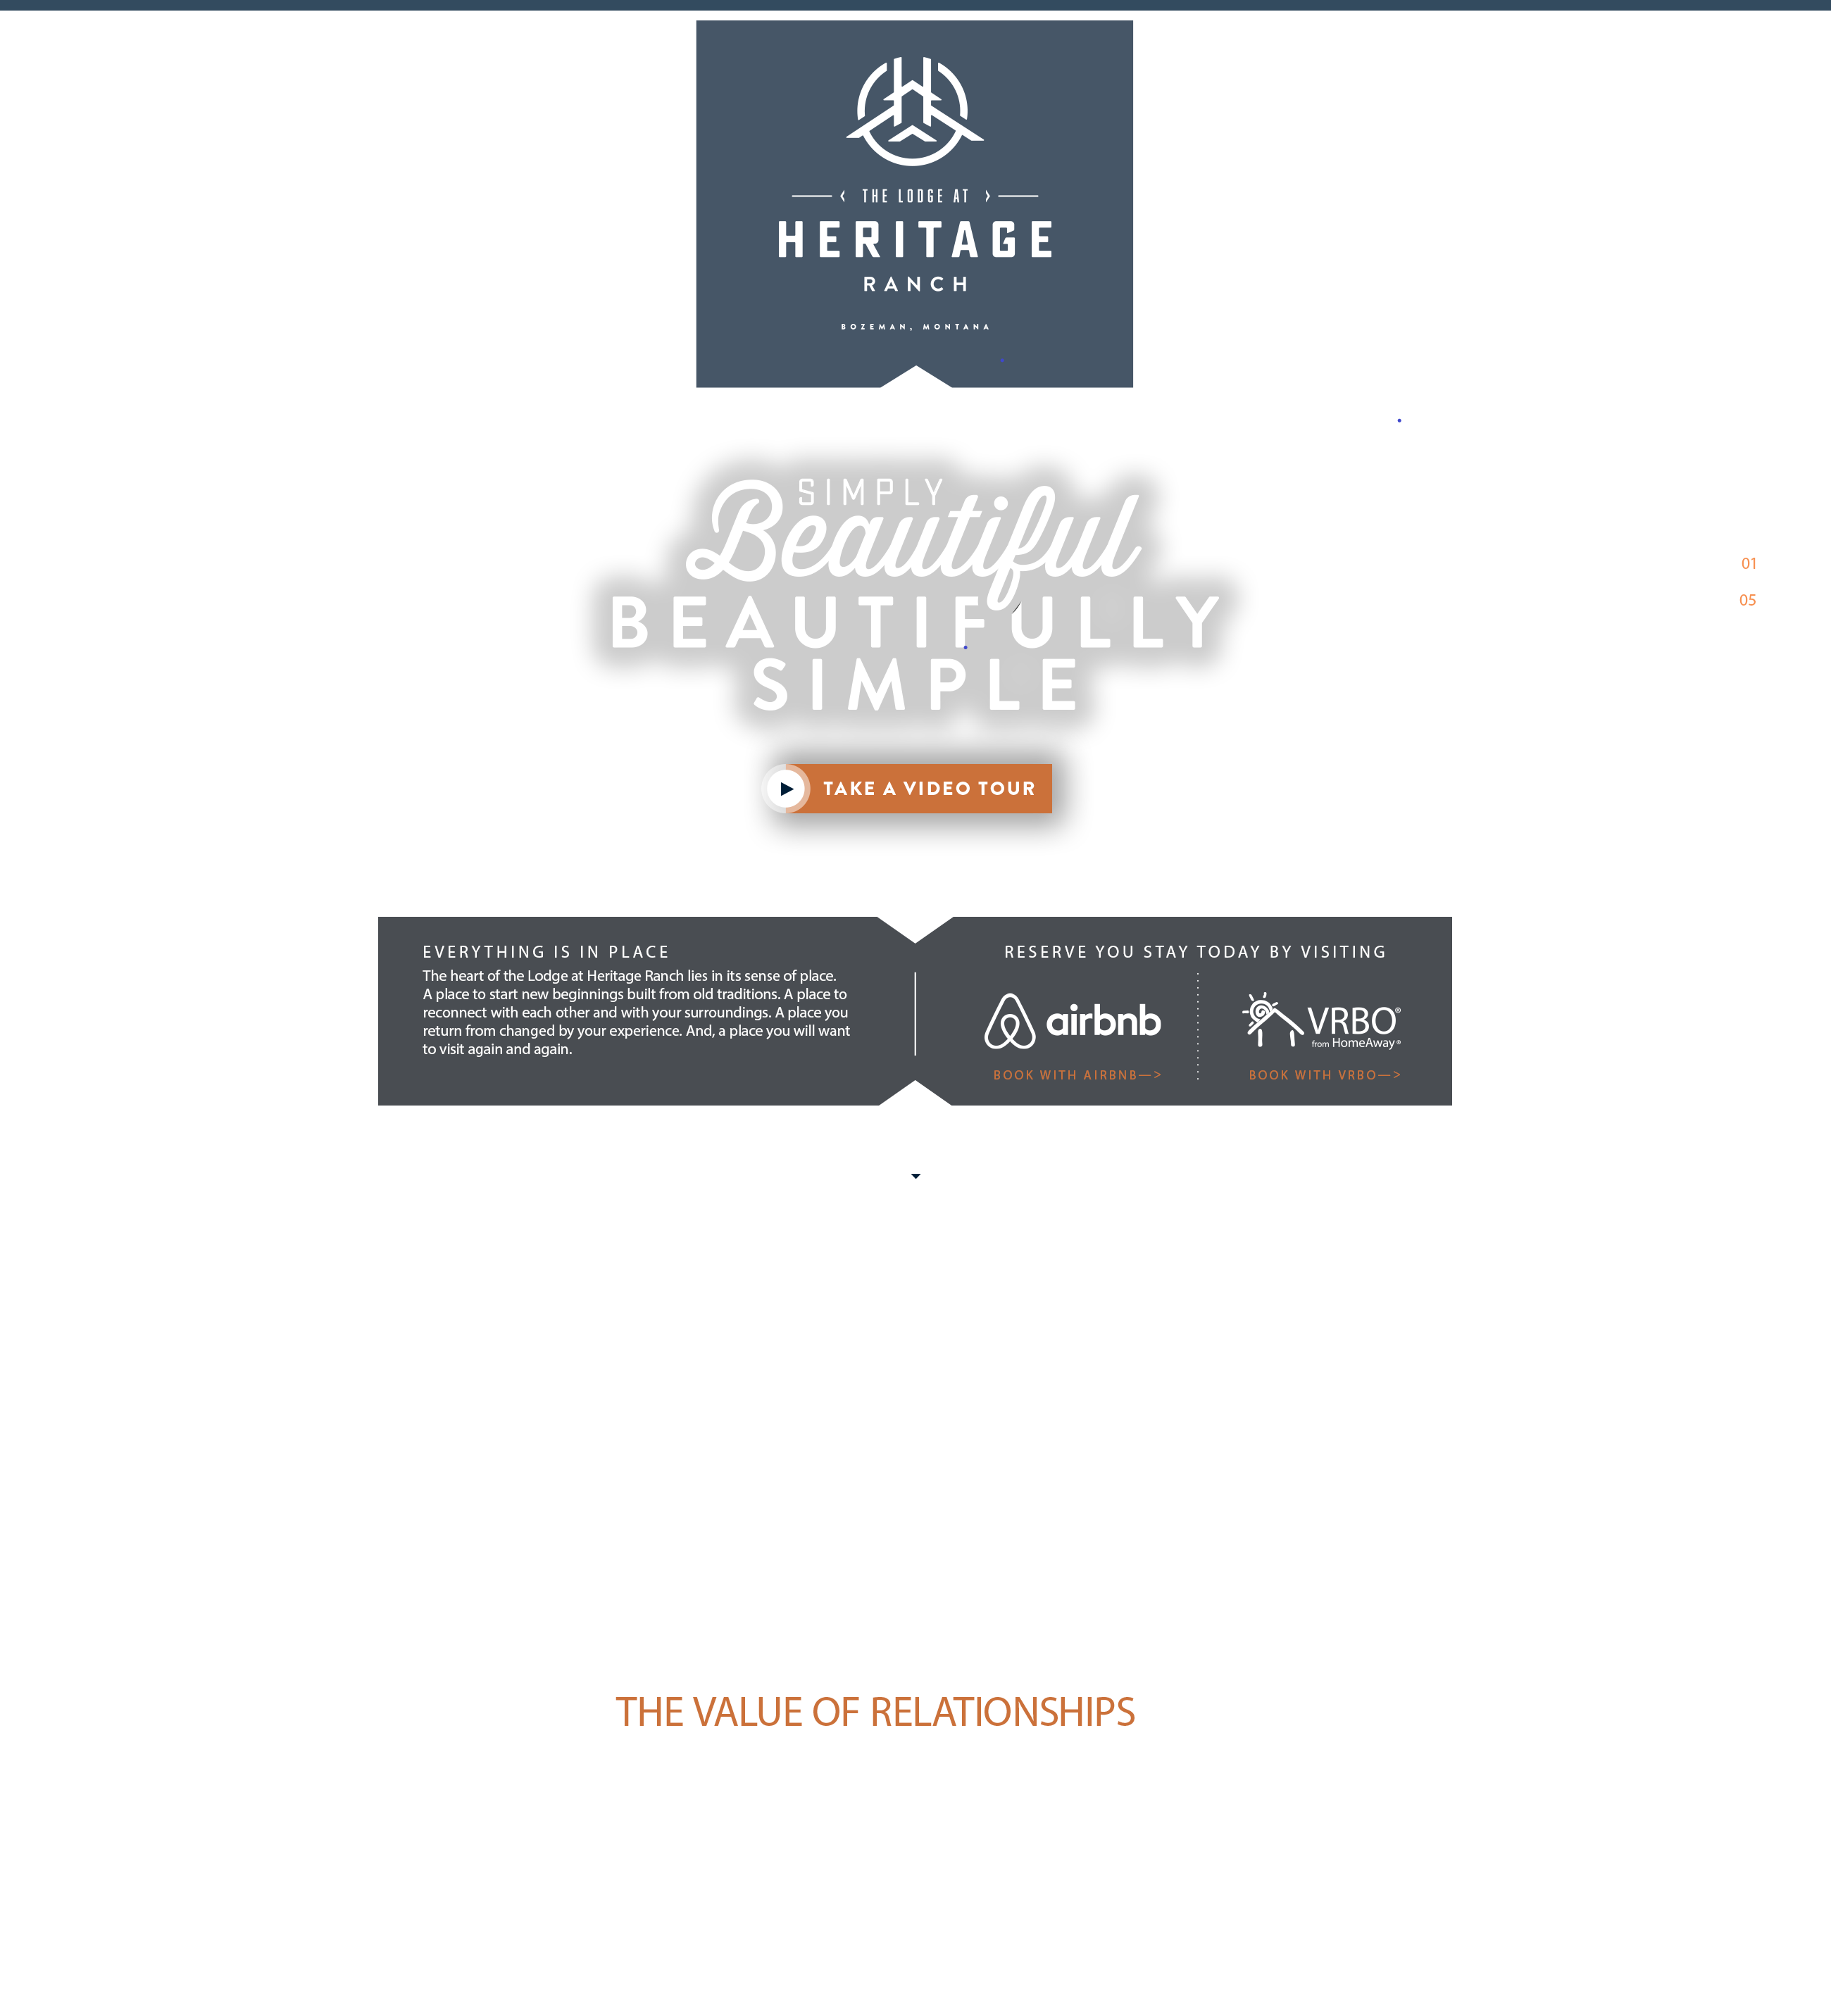 THE LODGE AT
HERITAGE
RANCH
BOZEMAN, MONTANA
SIMPLY
Beautiful
BEAUTIFULLY
SIMPLE
01
05
TAKE A VIDEO TOUR
EVERYTHING IS IN PLACE
The heart of the Lodge at Heritage Ranch lies in its sense of place.
A place to start new beginnings built from old traditions. A place to
reconnect with each other and with your surroundings. A place you
return from changed by your experience. And, a place you will want
to visit again and again.
RESERVE YOU STAY TODAY BY VISITING
airbnb
BOOK WITH AIRBNB—>
VRBO®
from HomeAway®
BOOK WITH VRBO—>
THE VALUE OF RELATIONSHIPS